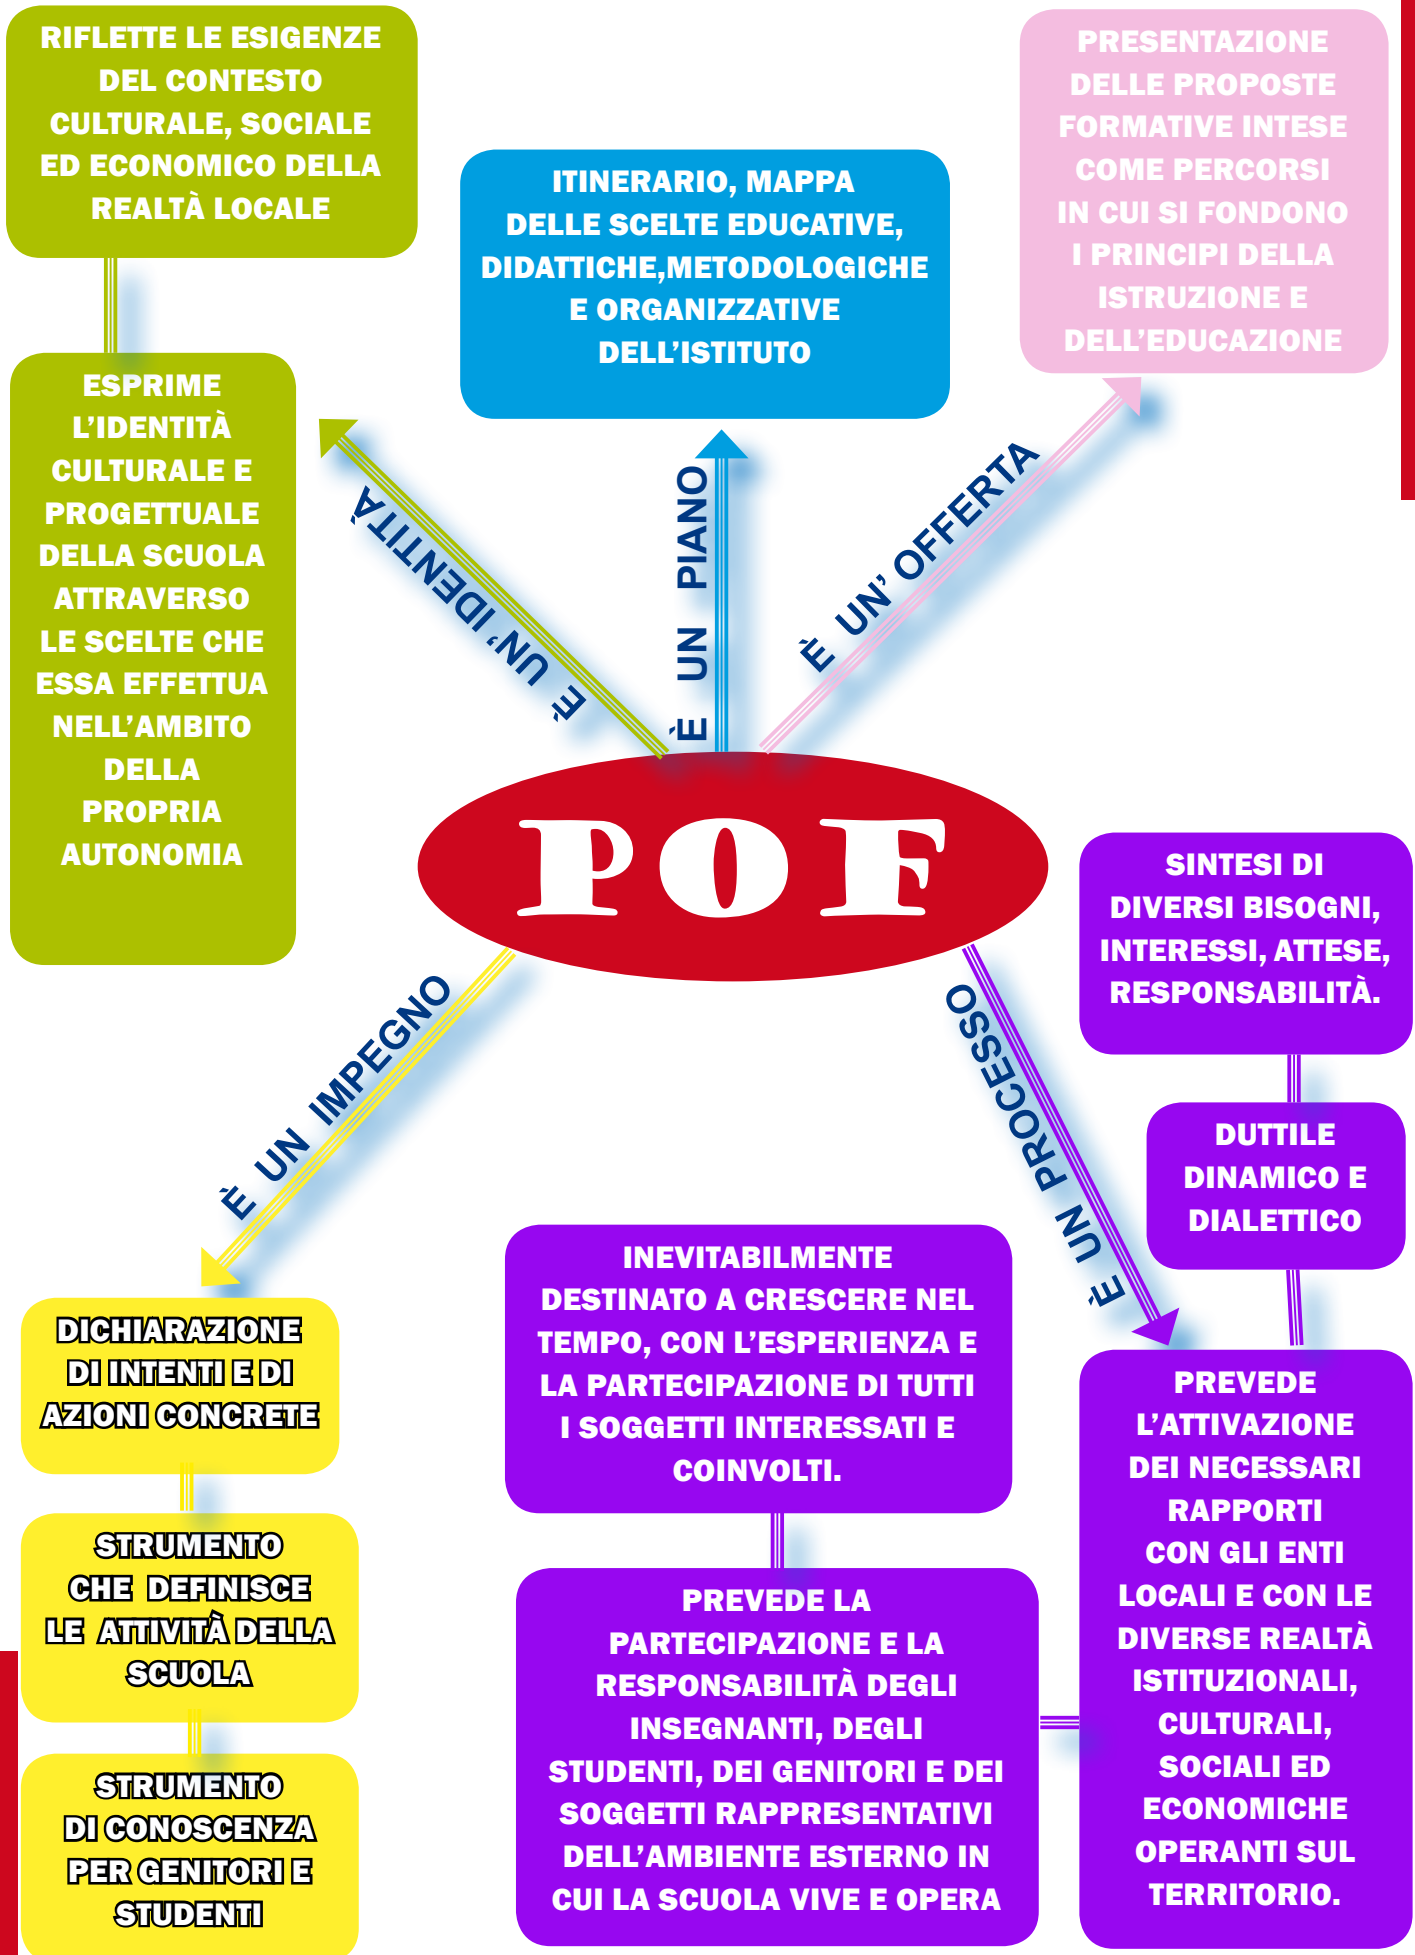 RIFLETTE LE ESIGENZE
DEL CONTESTO
CULTURALE, SOCIALE
ED ECONOMICO DELLA
REALTÀ LOCALE
ESPRIME
L’IDENTITÀ
CULTURALE E
PROGETTUALE
DELLA SCUOLA
ATTRAVERSO
LE SCELTE CHE
ESSA EFFETTUA
NELL’AMBITO
DELLA
PROPRIA
AUTONOMIA
ITINERARIO, MAPPA
DELLE SCELTE EDUCATIVE,
DIDATTICHE,METODOLOGICHE
E ORGANIZZATIVE
DELL’ISTITUTO
PRESENTAZIONE
DELLE PROPOSTE
FORMATIVE INTESE
COME PERCORSI
IN CUI SI FONDONO
I PRINCIPI DELLA
ISTRUZIONE E
DELL’EDUCAZIONE
È UN’IDENTITÀ
È UN PIANO
È UN’ OFFERTA
POF
È UN IMPEGNO
È UN PROCESSO
SINTESI DI
DIVERSI BISOGNI,
INTERESSI, ATTESE,
RESPONSABILITÀ.
DUTTILE
DINAMICO E
DIALETTICO
PREVEDE
L’ATTIVAZIONE
DEI NECESSARI
RAPPORTI
CON GLI ENTI
LOCALI E CON LE
DIVERSE REALTÀ
ISTITUZIONALI,
CULTURALI,
SOCIALI ED
ECONOMICHE
OPERANTI SUL
TERRITORIO.
INEVITABILMENTE
DESTINATO A CRESCERE NEL
TEMPO, CON L’ESPERIENZA E
LA PARTECIPAZIONE DI TUTTI
I SOGGETTI INTERESSATI E
COINVOLTI.
PREVEDE LA
PARTECIPAZIONE E LA
RESPONSABILITÀ DEGLI
INSEGNANTI, DEGLI
STUDENTI, DEI GENITORI E DEI
SOGGETTI RAPPRESENTATIVI
DELL’AMBIENTE ESTERNO IN
CUI LA SCUOLA VIVE E OPERA
DICHIARAZIONE
DI INTENTI E DI
AZIONI CONCRETE
STRUMENTO
CHE DEFINISCE
LE ATTIVITÀ DELLA
SCUOLA
STRUMENTO
DI CONOSCENZA
PER GENITORI E
STUDENTI